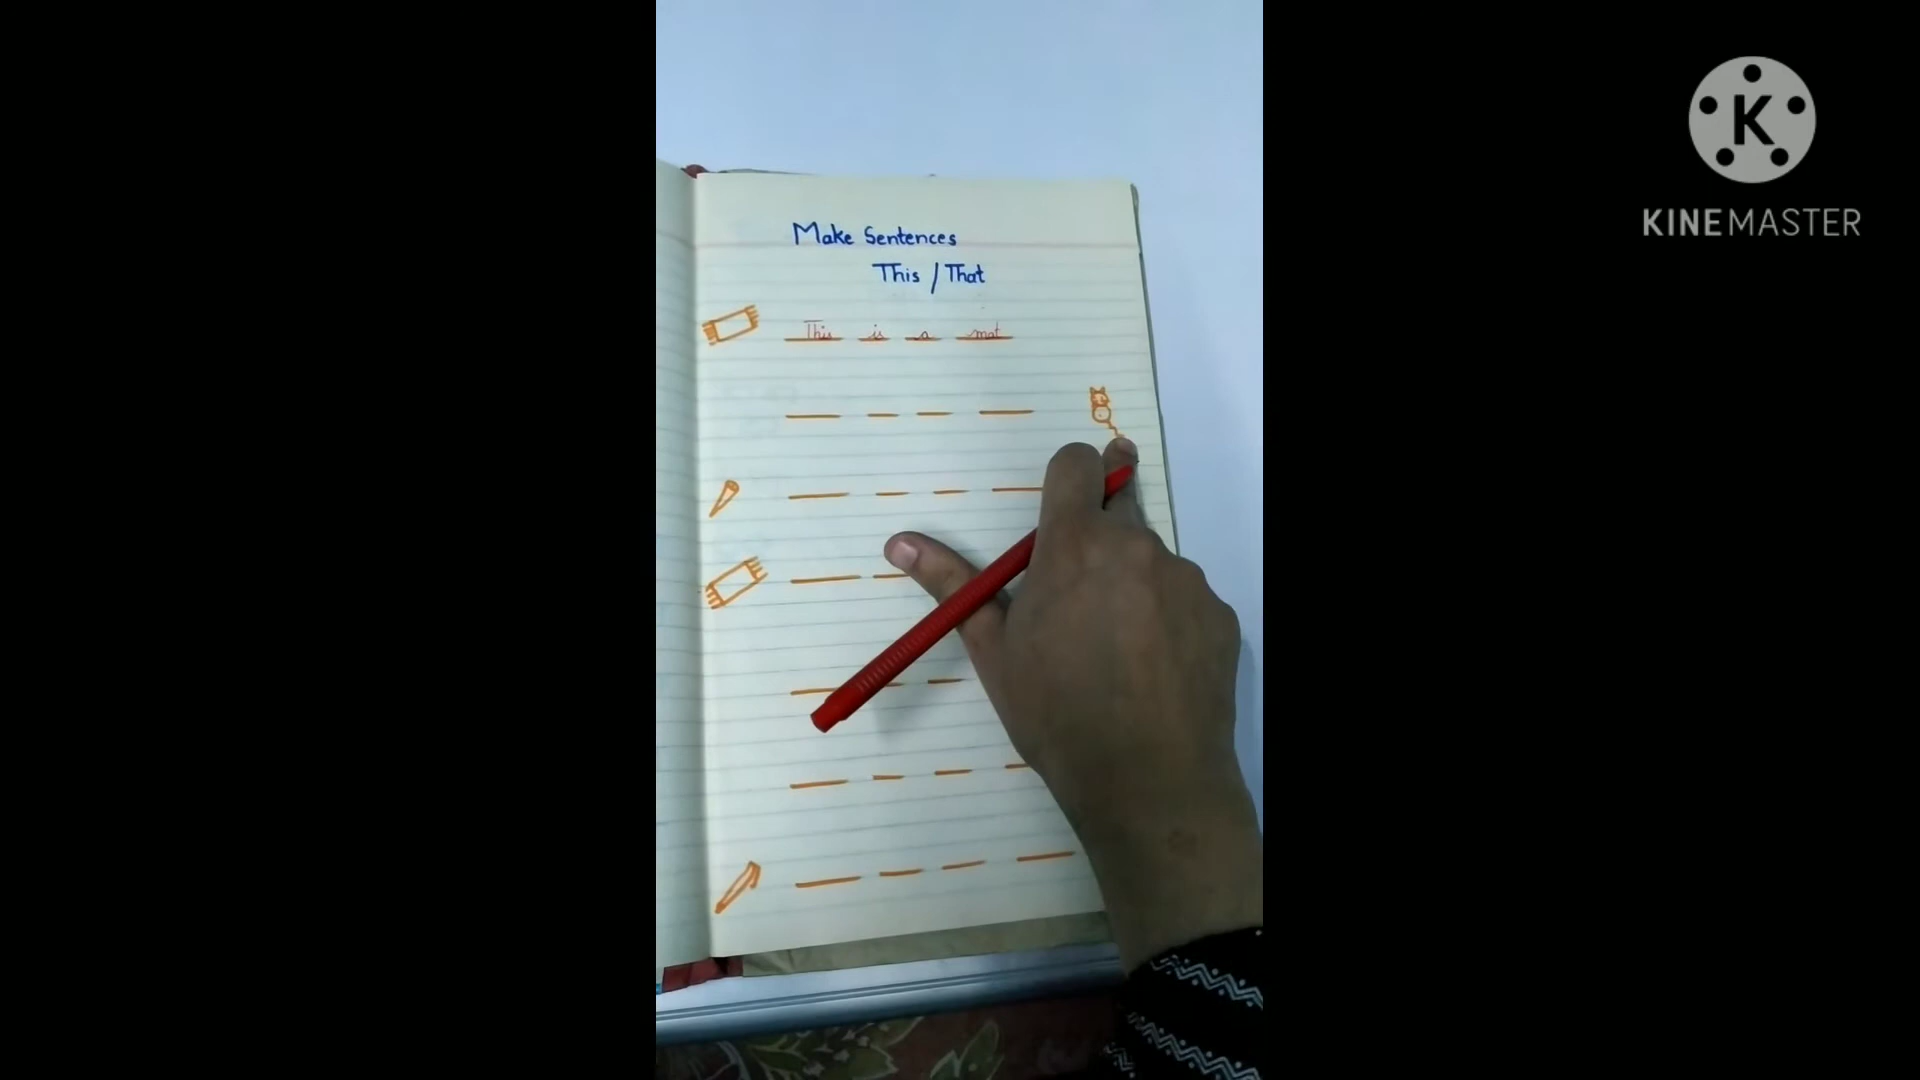 Make Sentences
This / That
This is a mat
K
KINEMASTER